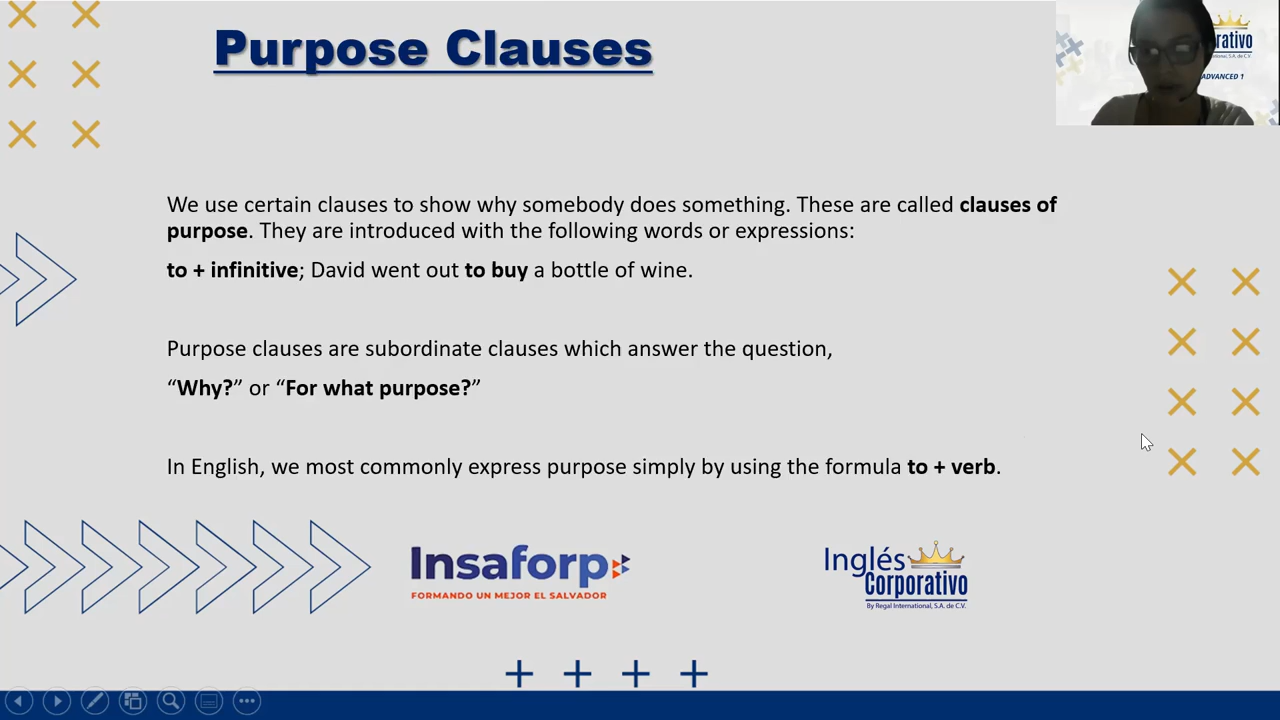 Purpose Clauses
rativo
ADVANCED 1
We use certain clauses to show why somebody does something. These are called clauses of
purpose. They are introduced with the following words or expressions:
to + infinitive; David went out to buy a bottle of wine.
Purpose clauses are subordinate clauses which answer the question,
“Why?” or “For what purpose?”
In English, we most commonly express purpose simply by using the formula to + verb.
Insaforp
FORMANDO UN MEJOR EL SALVADOR
Inglés
Corporativo
By Regal International, S.A. de C.V.